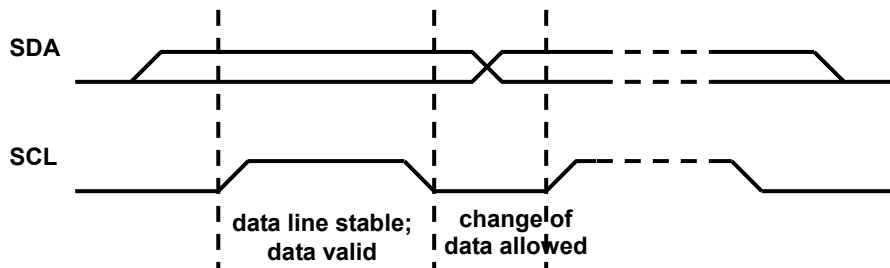 SDA
SCL
data line stable;
data valid
change of
data allowed